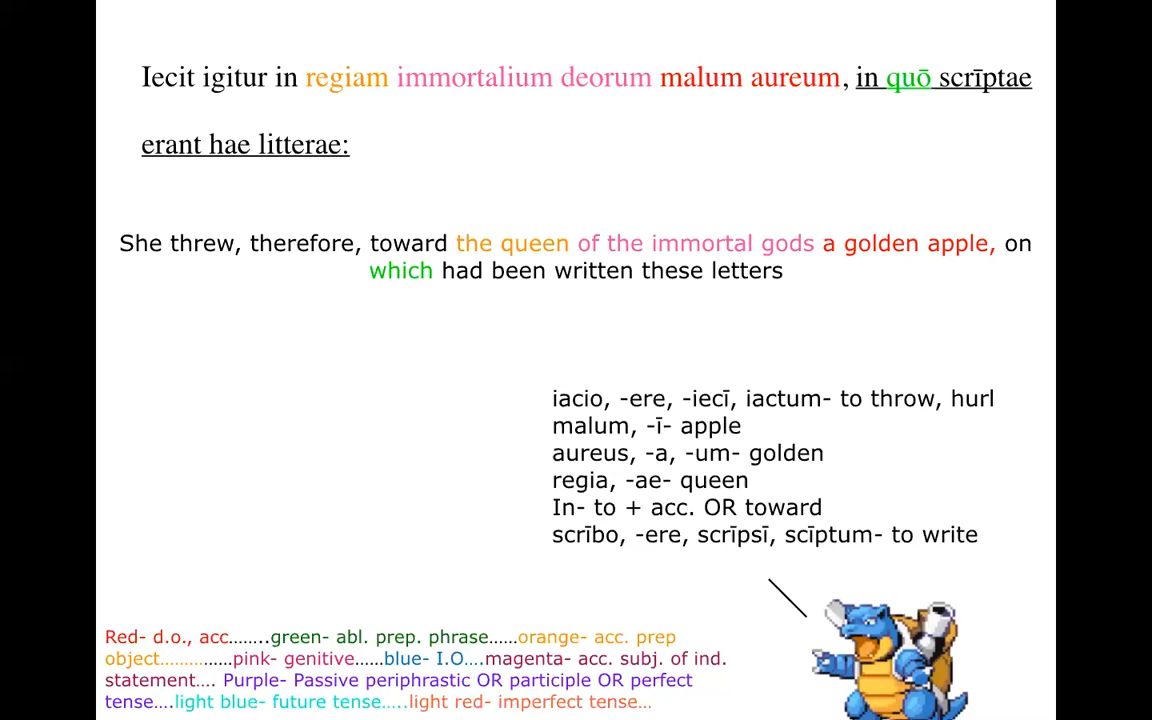 Iecit igitur in regiam immortalium deorum malum aureum, in quō scrīptae
erant hae litterae:
She threw, therefore, toward the queen of the immortal gods a golden apple, on
which had been written these letters
iacio, -ere, -iecī, iactum- to throw, hurl
malum, -ī- apple
aureus, -a, -um- golden
regia, -ae- queen
In- to + acc. OR toward
scrībo, -ere, scrīpsī, scīptum- to write
Red- d.o., acc........green- abl. prep. phrase......orange- acc. prep
object...............pink- genitive......blue- I.O....magenta- acc. subj. of ind.
statement.... Purple- Passive periphrastic OR participle OR perfect
tense....light blue- future tense.....light red- imperfect tense...